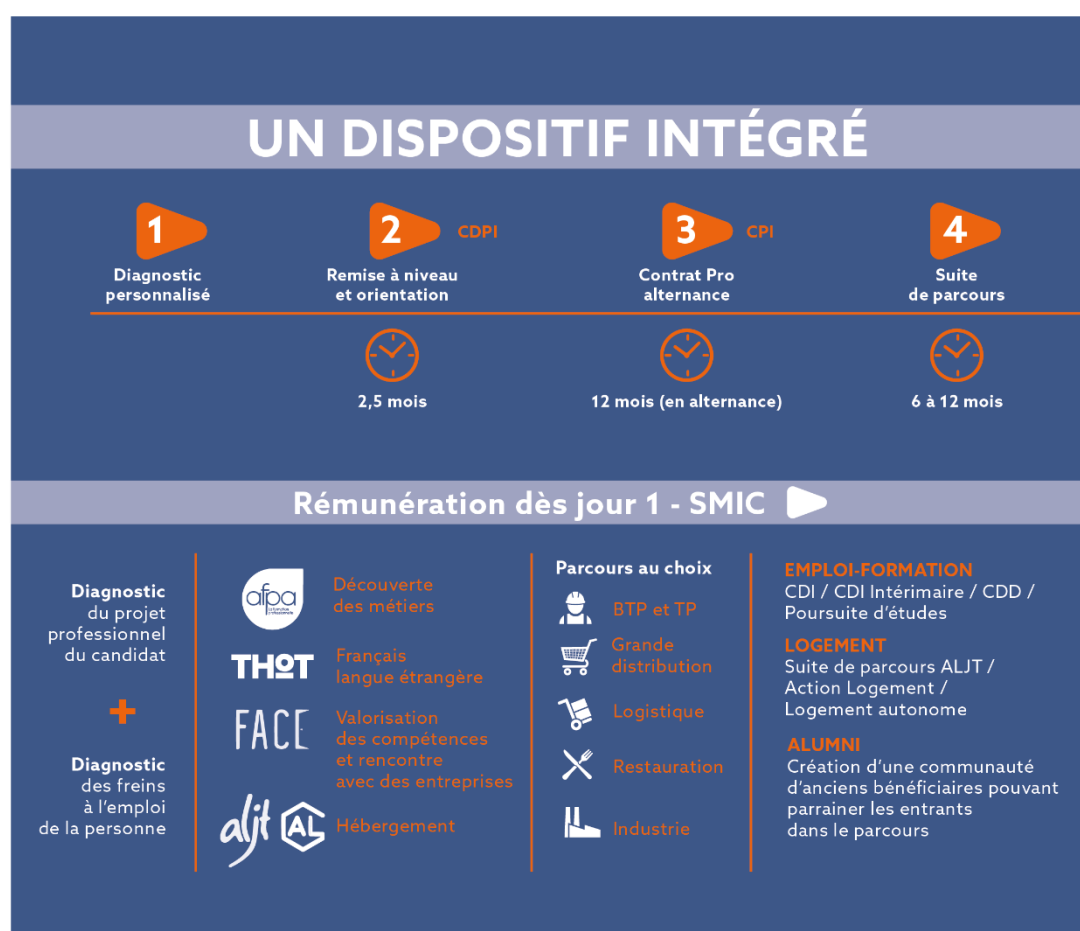 UN DISPOSITIF INTÉGRÉ
1
Diagnostic
personnalisé
2
CDPI
Remise à niveau
et orientation
2,5 mois
3
CPI
Contrat Pro
alternance
12 mois (en alternance)
4
Suite
de parcours
6 à 12 mois
Rémunération dès jour 1 - SMIC
Diagnostic
du projet
professionnel
du candidat
+
Diagnostic
des freins
à l'emploi
de la personne
afpa
Découverte
des métiers
THOT
Français
langue étrangère
FACE
Valorisation
des compétences
et rencontre
avec des entreprises
aljt
AL
Hébergement
Parcours au choix
BTP et TP
Grande
distribution
Logistique
Restauration
Industrie
EMPLOI-FORMATION
CDI / CDI Intérimaire / CDD /
Poursuite d'études
LOGEMENT
Suite de parcours ALJT /
Action Logement /
Logement autonome
ALUMNI
Création d'une communauté
d'anciens bénéficiaires pouvant
parrainer les entrants
dans le parcours